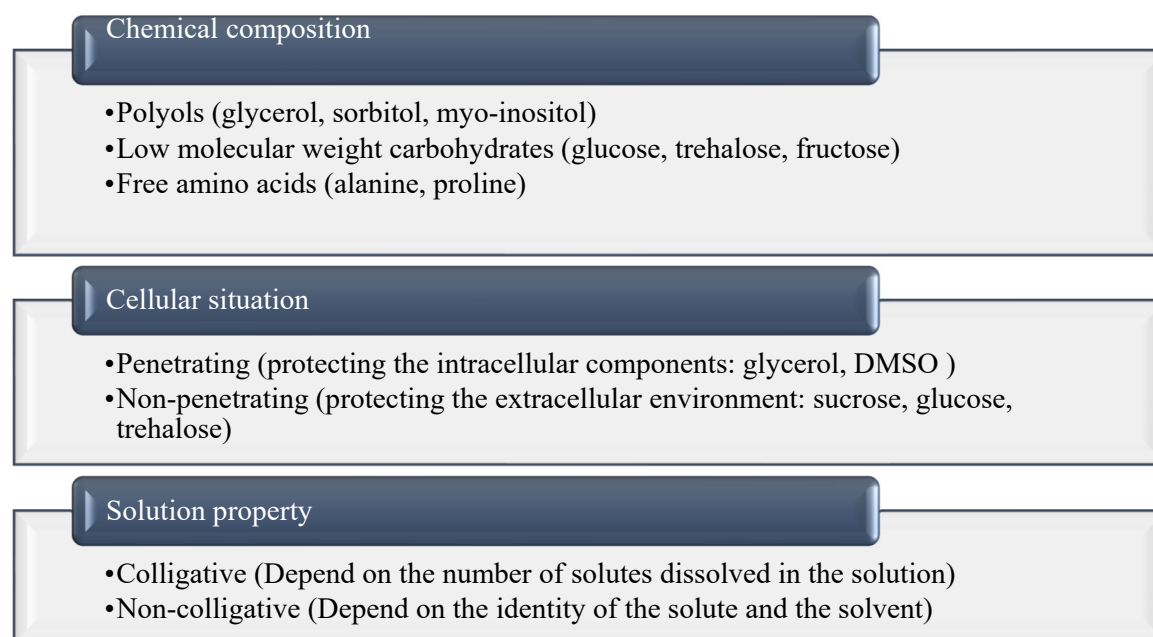 Chemical composition
•Polyols (glycerol, sorbitol, myo-inositol)
•Low molecular weight carbohydrates (glucose, trehalose, fructose)
•Free amino acids (alanine, proline)
Cellular situation
•Penetrating (protecting the intracellular components: glycerol, DMSO )
•Non-penetrating (protecting the extracellular environment: sucrose, glucose,
trehalose)
Solution property
•Colligative (Depend on the number of solutes dissolved in the solution)
•Non-colligative (Depend on the identity of the solute and the solvent)